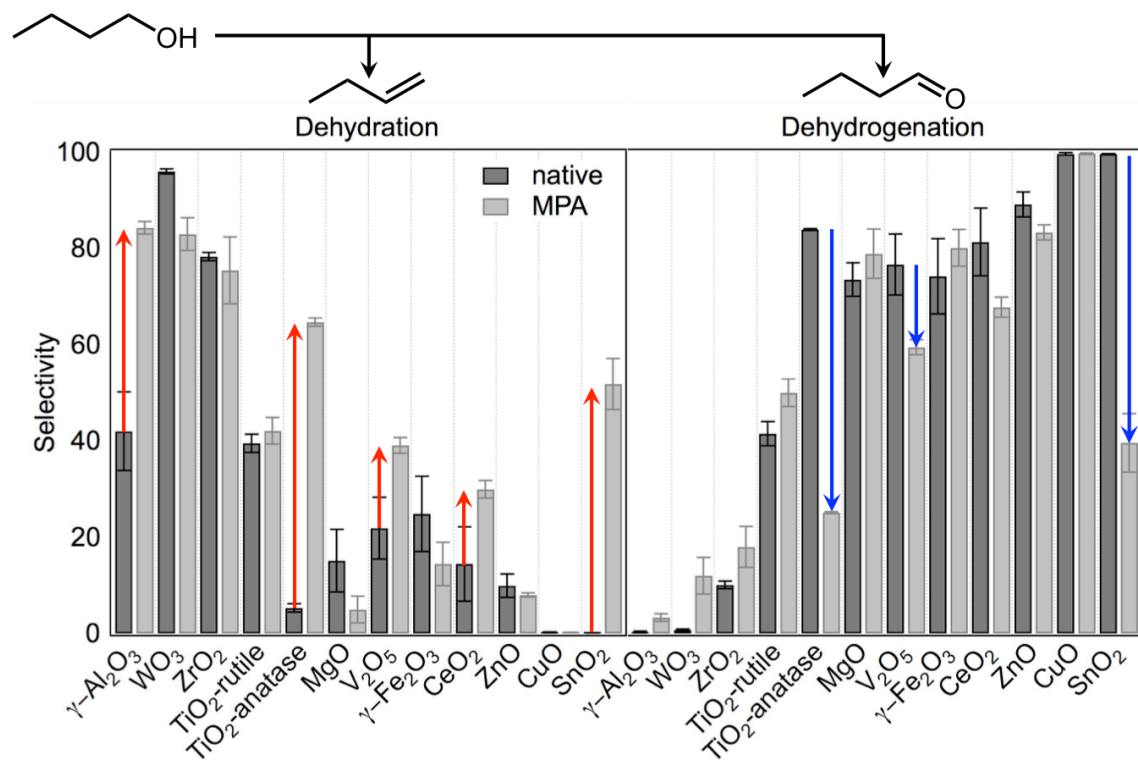 OH
O
Dehydration
Dehydrogenation
native
MPA
Selectivity
100
80
60
40
20
0
γ–Al₂O₃
WO₃
ZrO₂
TiO₂-rutile
TiO₂-anatase
MgO
V₂O₅
γ–Fe₂O₃
CeO₂
ZnO
CuO
SnO₂
γ–Al₂O₃
WO₃
ZrO₂
TiO₂-rutile
TiO₂-anatase
MgO
V₂O₅
γ–Fe₂O₃
CeO₂
ZnO
CuO
SnO₂